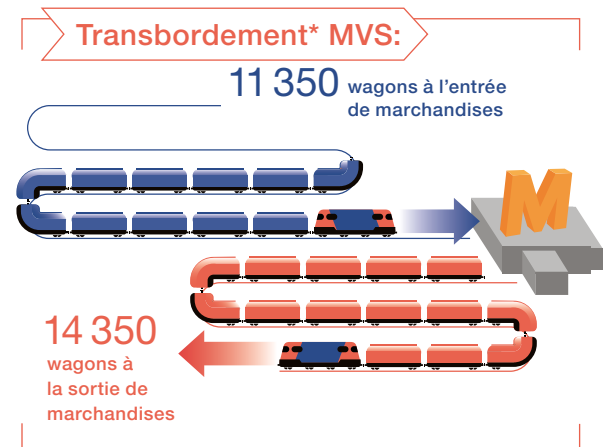 Transbordement* MVS:
11 350 wagons à l’entrée
de marchandises
M
14 350
wagons à
la sortie de
marchandises